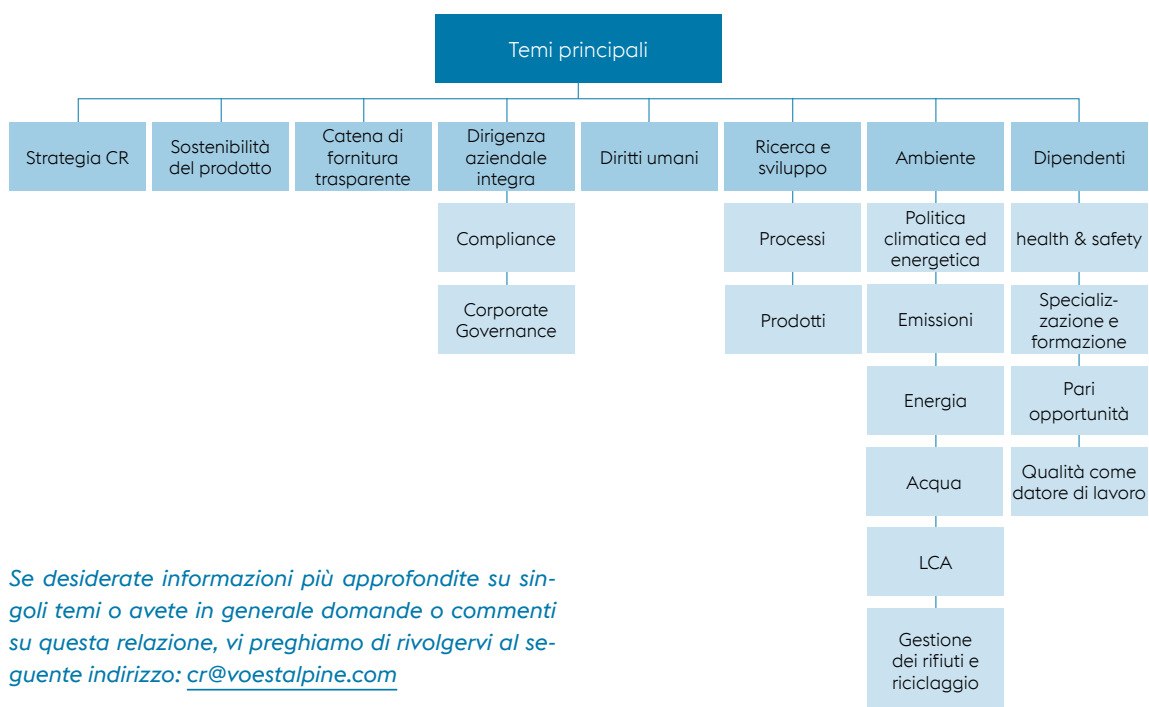 Temi principali
Strategia CR
Sostenibilità
del prodotto
Catena di
fornitura
trasparente
Dirigenza
aziendale
integra
Diritti umani
Ricerca e
sviluppo
Ambiente
Dipendenti
Compliance
Corporate
Governance
Processi
Prodotti
Politica
climatica ed
energetica
Emissioni
Energia
Acqua
LCA
Gestione
dei rifiuti e
riciclaggio
health & safety
Specializ-
zazione e
formazione
Pari
opportunità
Qualità come
datore di lavoro
Se desiderate informazioni più approfondite su sin-
goli temi o avete in generale domande o commenti
su questa relazione, vi preghiamo di rivolgervi al se-
guente indirizzo: cr@voestalpine.com